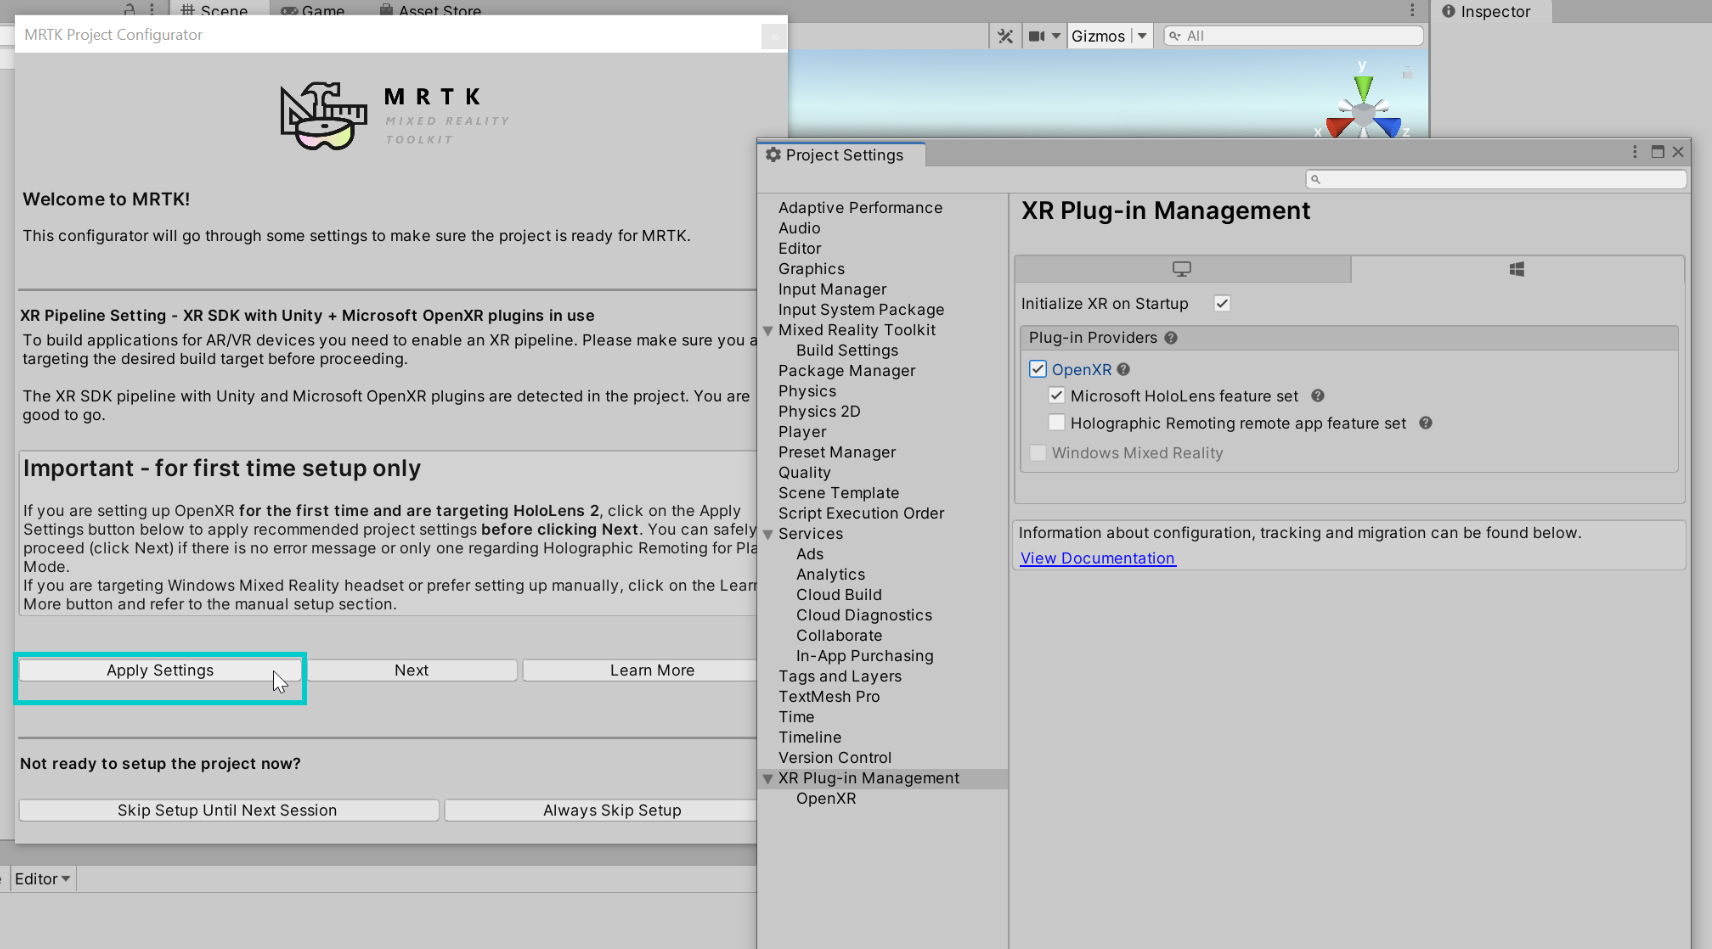 Scene
Game
Asset Store
Inspector
MRTK Project Configurator
Gizmos
All
MRTK
MIXED REALITY
TOOLKIT
y
x
z
Welcome to MRTK!
This configurator will go through some settings to make sure the project is ready for MRTK.
XR Pipeline Setting - XR SDK with Unity + Microsoft OpenXR plugins in use
To build applications for AR/VR devices you need to enable an XR pipeline. Please make sure you a
targeting the desired build target before proceeding.
The XR SDK pipeline with Unity and Microsoft OpenXR plugins are detected in the project. You are
good to go.
Important - for first time setup only
If you are setting up OpenXR for the first time and are targeting HoloLens 2, click on the Apply
Settings button below to apply recommended project settings before clicking Next. You can safely
proceed (click Next) if there is no error message or only one regarding Holographic Remoting for Pla
Mode.
If you are targeting Windows Mixed Reality headset or prefer setting up manually, click on the Lear
More button and refer to the manual setup section.
Apply Settings
Next
Learn More
Not ready to setup the project now?
Skip Setup Until Next Session
Always Skip Setup
Editor
Project Settings
Adaptive Performance
Audio
Editor
Graphics
Input Manager
Input System Package
Mixed Reality Toolkit
Build Settings
Package Manager
Physics
Physics 2D
Player
Preset Manager
Quality
Scene Template
Script Execution Order
Services
Ads
Analytics
Cloud Build
Cloud Diagnostics
Collaborate
In-App Purchasing
Tags and Layers
TextMesh Pro
Time
Timeline
Version Control
XR Plug-in Management
OpenXR
XR Plug-in Management
Initialize XR on Startup
Plug-in Providers
OpenXR
Microsoft HoloLens feature set
Holographic Remoting remote app feature set
Windows Mixed Reality
Information about configuration, tracking and migration can be found below.
View Documentation